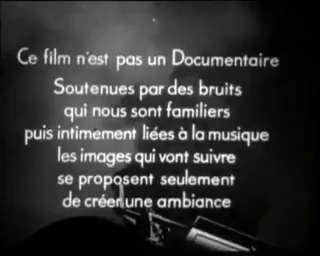 Ce film n'est pas un Documentaire
Soutenues par des bruits
qui nous sont familiers
puis intimement liées à la musique
les images qui vont suivre
se proposent seulement
de créer une ambiance